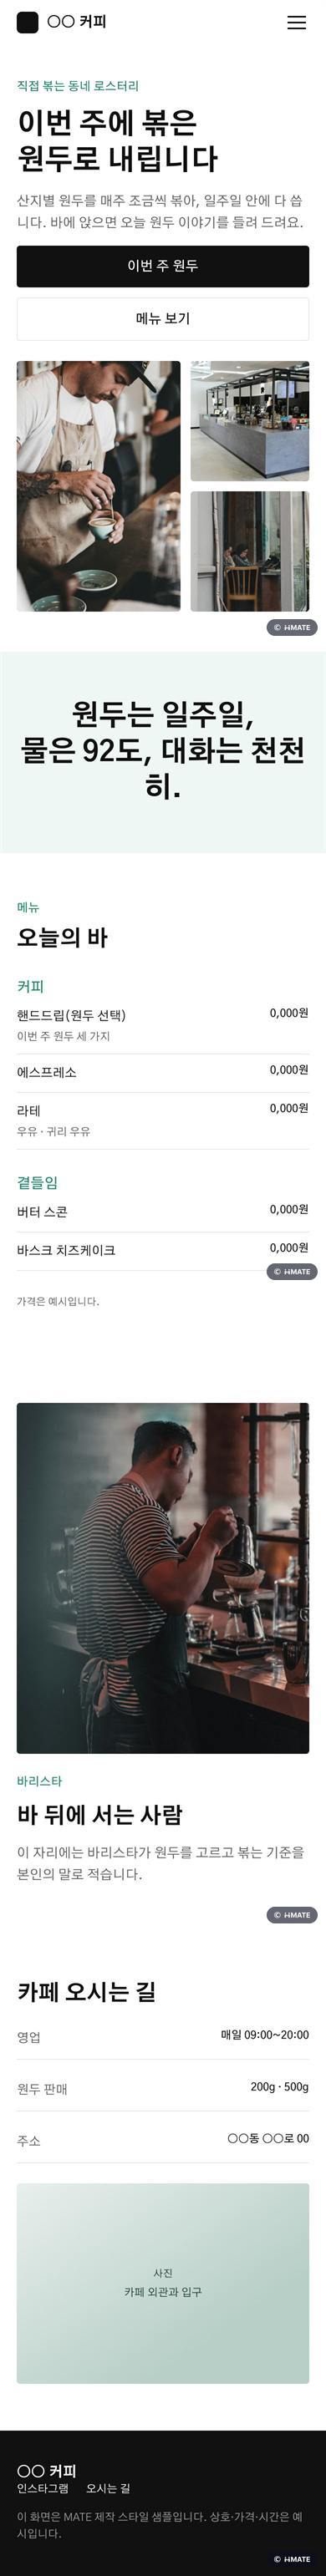 ○○ 커피
직접 볶는 동네 로스터리
이번 주에 볶은
원두로 내립니다
산지별 원두를 매주 조금씩 볶아, 일주일 안에 다 씁
니다. 바에 앉으면 오늘 원두 이야기를 들려 드려요.
이번 주 원두
메뉴 보기
© HMATE
원두는 일주일,
물은 92도, 대화는 천천
히.
메뉴
오늘의 바
커피
핸드드립(원두 선택) 0,000원
이번 주 원두 세 가지
에스프레소 0,000원
라테 0,000원
우유 · 귀리 우유
곁들임
버터 스콘 0,000원
바스크 치즈케이크 0,000원
© HMATE
가격은 예시입니다.
바리스타
바 뒤에 서는 사람
이 자리에는 바리스타가 원두를 고르고 볶는 기준을
본인의 말로 적습니다.
© HMATE
카페 오시는 길
영업 매일 09:00~20:00
원두 판매 200g · 500g
주소 ○○동 ○○로 00
사진
카페 외관과 입구
○○ 커피
인스타그램 오시는 길
이 화면은 MATE 제작 스타일 샘플입니다. 상호·가격·시간은 예
시입니다.
© HMATE